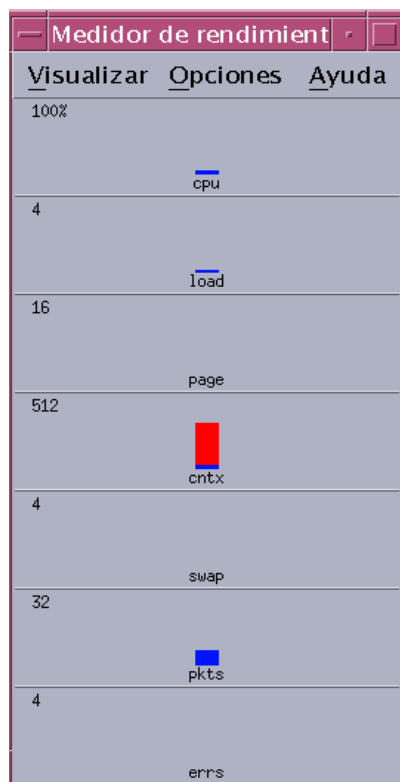 Medidor de rendimient
Visualizar Opciones Ayuda
100%
cpu
4
load
16
page
512
cntx
4
swap
32
pkts
4
errs